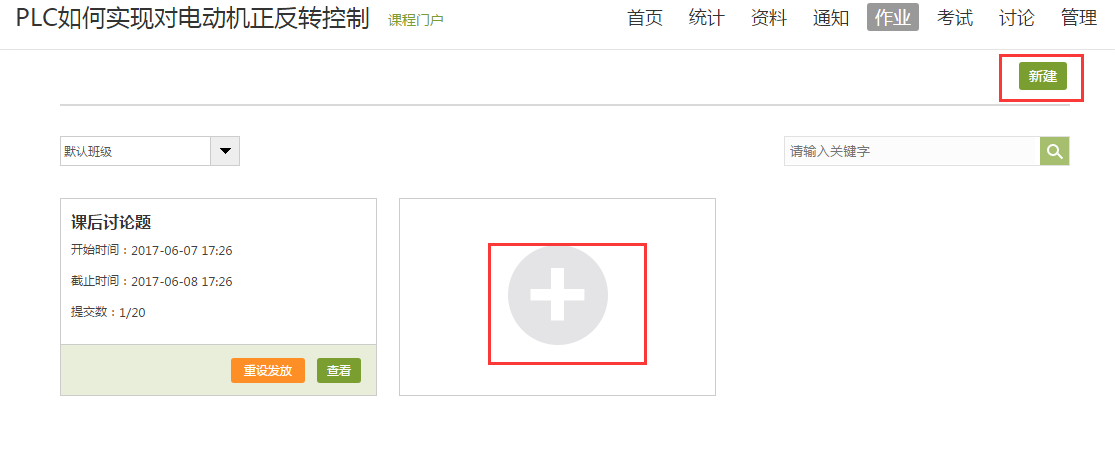 PLC如何实现对电动机正反转控制 课程门户 首页 统计 资料 通知 作业 考试 讨论 管理
新建
默认班级 请输入关键字
课后讨论题
开始时间：2017-06-07 17:26
截止时间：2017-06-08 17:26
提交数：1/20
重设发放 查看